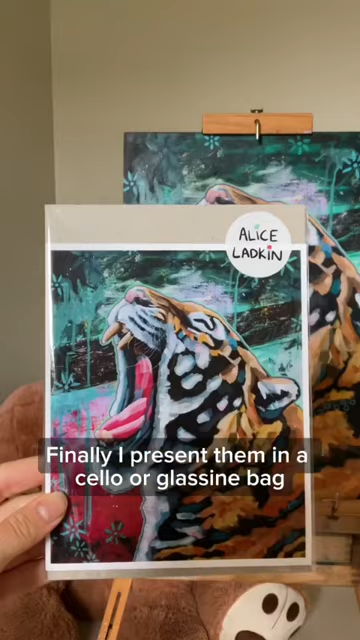 ALiCE
LADKiN
Finally I present them in a
cello or glassine bag